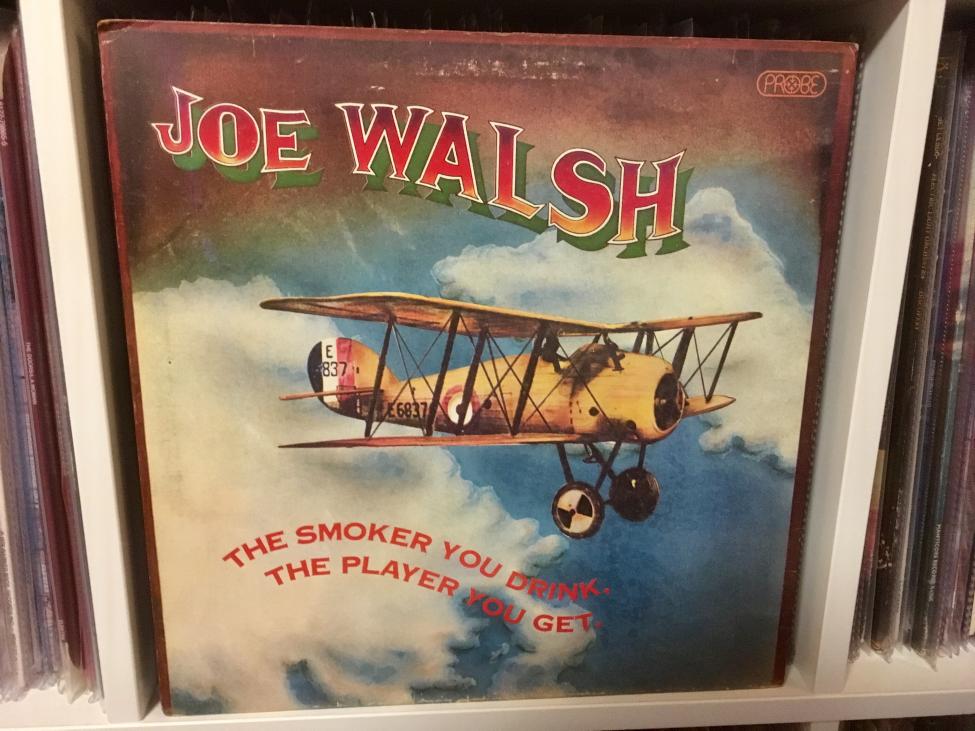 PROBE
JOE WALSH
E
837
E6837
THE SMOKER YOU DRINK.
THE PLAYER YOU GET.